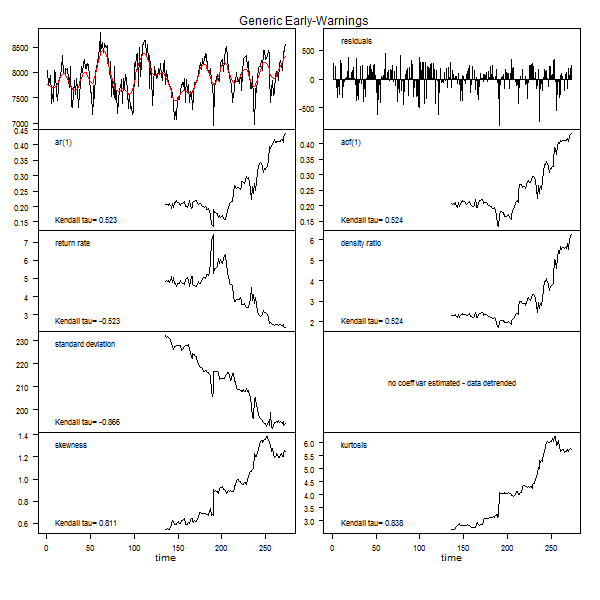 Generic Early-Warnings
8500
8000
7500
7000
residuals
500
0
−500
ar(1)
0.45
0.40
0.35
0.30
0.25
0.20
0.15
Kendall tau= 0.523
acf(1)
0.40
0.35
0.30
0.25
0.20
0.15
Kendall tau= 0.524
return rate
7
6
5
4
3
Kendall tau= −0.523
density ratio
6
5
4
3
2
Kendall tau= 0.524
standard deviation
230
220
210
200
Kendall tau= −0.866
no coeff var estimated - data detrended
skewness
1.4
1.2
1.0
0.8
0.6
Kendall tau= 0.811
0 50 100 150 200 250
time
kurtosis
6.0
5.5
5.0
4.5
4.0
3.5
3.0
Kendall tau= 0.838
0 50 100 150 200 250
time